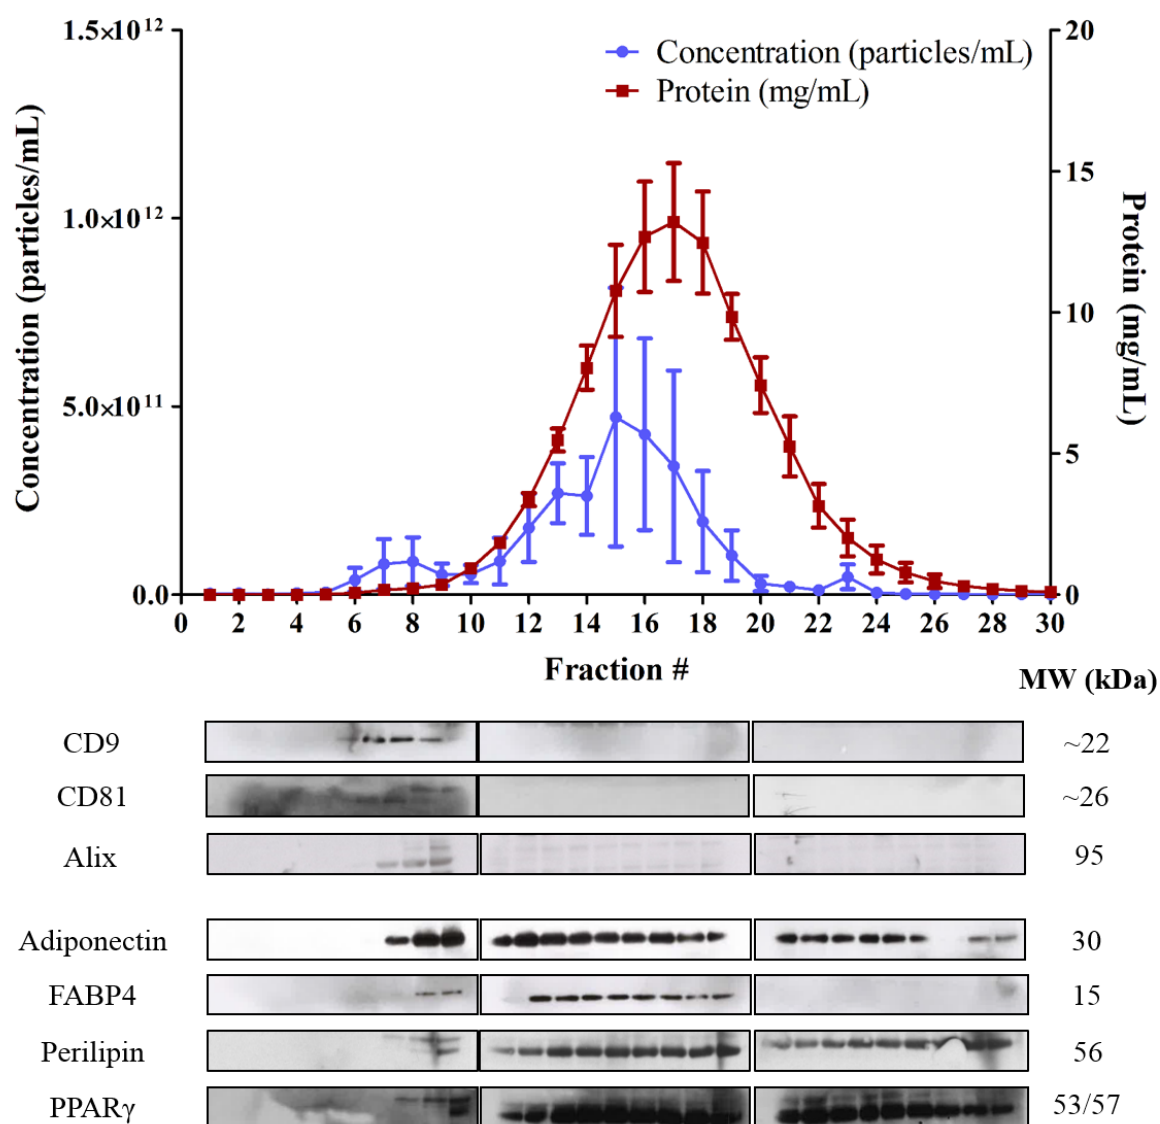 1.5×10¹² 20
Concentration (particles/mL)
Protein (mg/mL)
15
1.0×10¹²
Concentration (particles/mL)
Protein (mg/mL)
10
5.0×10¹¹
5
0.0 0
0 2 4 6 8 10 12 14 16 18 20 22 24 26 28 30
Fraction #
MW (kDa)
CD9 ~22
CD81 ~26
Alix 95
Adiponectin 30
FABP4 15
Perilipin 56
PPARγ 53/57